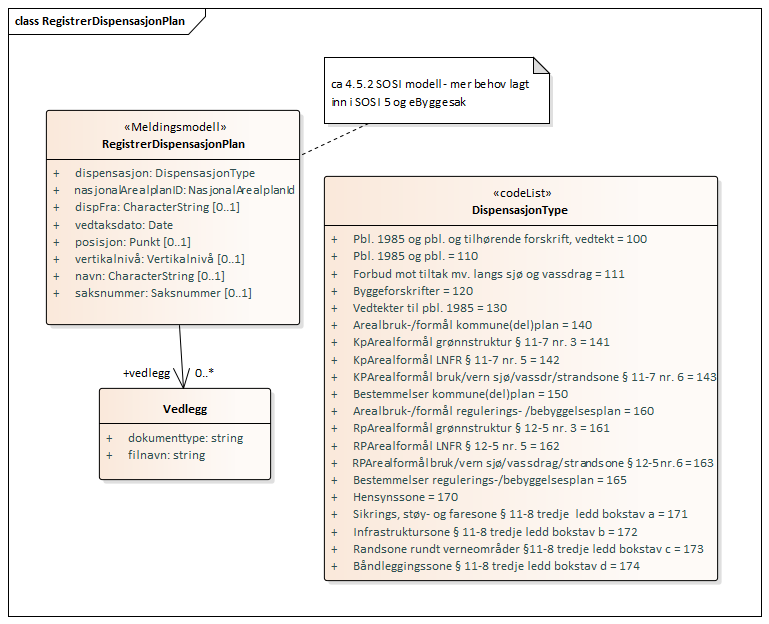 class RegistrerDispensasjonPlan
ca 4.5.2 SOSI modell - mer behov lagt
inn i SOSI 5 og eByggesak
«Meldingsmodell»
RegistrerDispensasjonPlan
+ dispensasjon: DispensasjonType
+ nasjonalArealplanID: NasjonalArealplanId
+ dispFra: CharacterString [0..1]
+ vedtaksdato: Date
+ posisjon: Punkt [0..1]
+ vertikalnivå: Vertikalnivå [0..1]
+ navn: CharacterString [0..1]
+ saksnummer: Saksnummer [0..1]
+vedlegg 0..*
Vedlegg
+ dokumenttype: string
+ filnavn: string
«codeList»
DispensasjonType
+ Pbl. 1985 og pbl. og tilhørende forskrift, vedtekt = 100
+ Pbl. 1985 og pbl. = 110
+ Forbud mot tiltak mv. langs sjø og vassdrag = 111
+ Byggeforskrifter = 120
+ Vedtekter til pbl. 1985 = 130
+ Arealbruk-/formål kommune(del)plan = 140
+ KpArealformål grønnstruktur § 11-7 nr. 3 = 141
+ KpArealformål LNFR § 11-7 nr. 5 = 142
+ KPArealformål bruk/vern sjø/vassdr/strandsone § 11-7 nr. 6 = 143
+ Bestemmelser kommune(del)plan = 150
+ Arealbruk-/formål regulerings- /bebyggelsesplan = 160
+ RpArealformål grønnstruktur § 12-5 nr. 3 = 161
+ RPArealformål LNFR § 12-5 nr. 5 = 162
+ RPArealformål bruk/vern sjø/vassdrag/strandsone § 12-5 nr. 6 = 163
+ Bestemmelser regulerings-/bebyggelsesplan = 165
+ Hensynssone = 170
+ Sikrings, støy- og faresone § 11-8 tredje ledd bokstav a = 171
+ Infrastruktursone § 11-8 tredje ledd bokstav b = 172
+ Randsone rundt verneområder §11-8 tredje ledd bokstav c = 173
+ Båndleggingssone § 11-8 tredje ledd bokstav d = 174